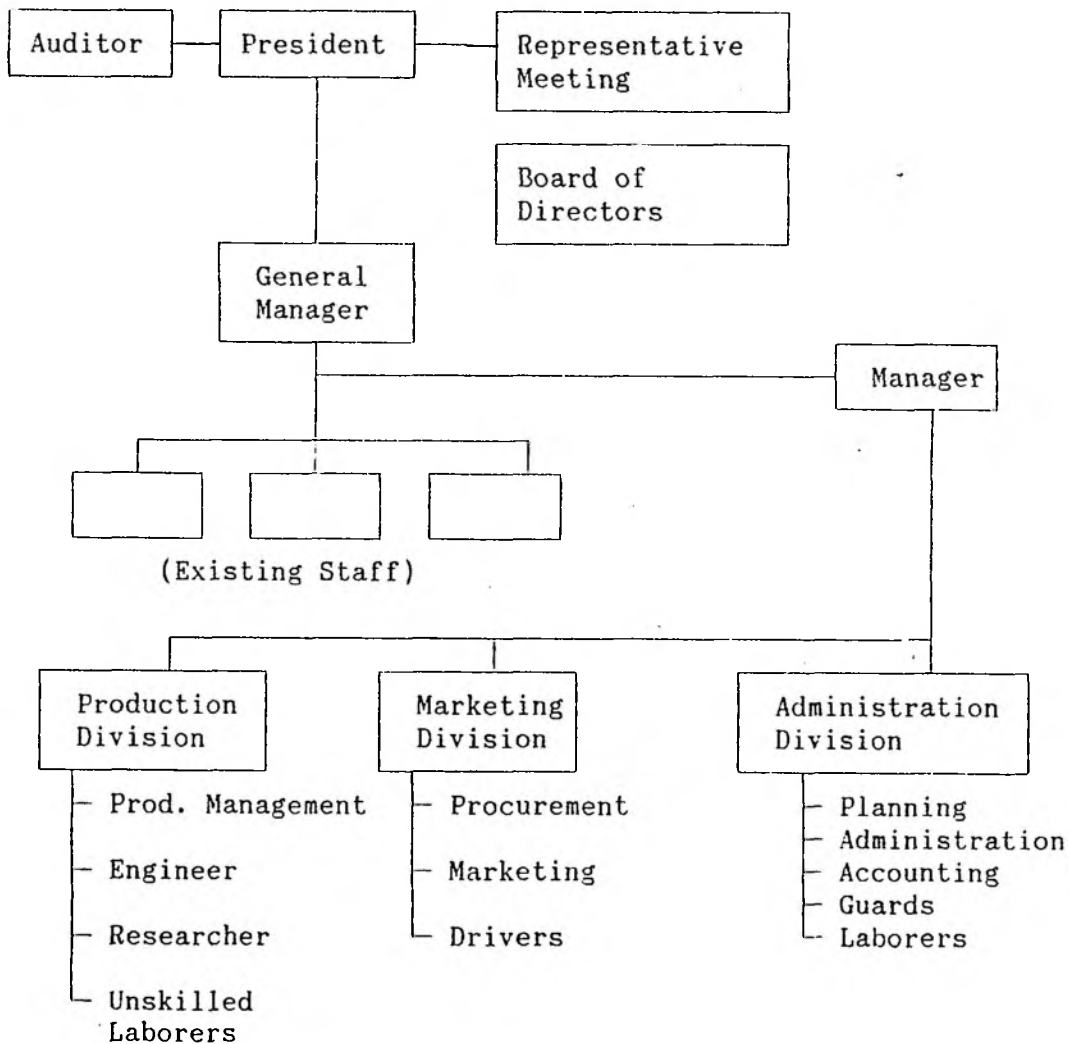 Auditor
President
Representative
Meeting
Board of
Directors
General
Manager
Manager
(Existing Staff)
Production
Division
Prod. Management
Engineer
Researcher
Unskilled
Laborers
Marketing
Division
Procurement
Marketing
Drivers
Administration
Division
Planning
Administration
Accounting
Guards
Laborers